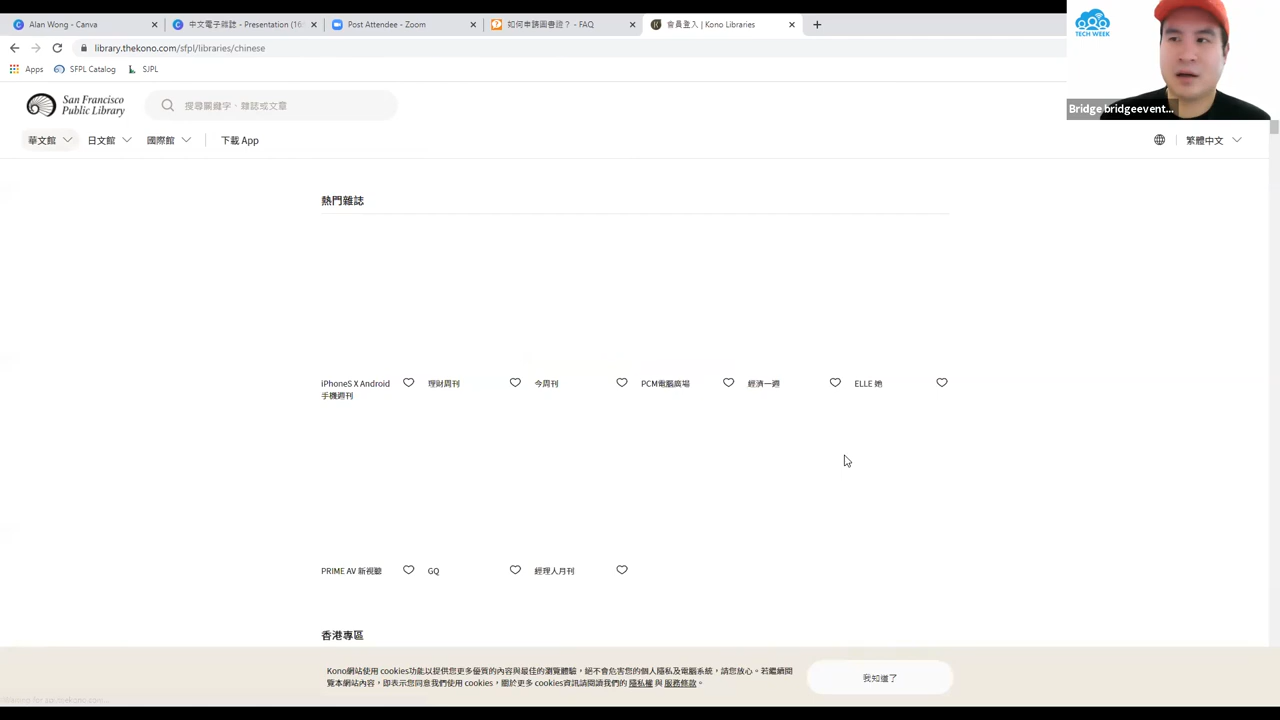 Alan Wong - Canva
中文電子雜誌 - Presentation (16:
Post Attendee - Zoom
如何申請圖書證？ - FAQ
會員登入 | Kono Libraries
library.thekono.com/sfpl/libraries/chinese
Apps
SFPL Catalog
SJPL
TECH WEEK
Bridge bridgeevent...
San Francisco
Public Library
搜尋關鍵字、雜誌或文章
華文館
日文館
國際館
下載 App
繁體中文
熱門雜誌
iPhoneS X Android
手機週刊
理財周刊
今周刊
PCM電腦廣場
經濟一週
ELLE 她
PRIME AV 新視聽
GQ
經理人月刊
香港專區
Kono網站使用 cookies功能以提供您更多優質的內容與最佳的瀏覽體驗，絕不會危害您的個人隱私及電腦系統，請您放心。若繼續閱
覽本網站內容，即表示您同意我們使用 cookies，關於更多 cookies資訊請閱讀我們的 隱私權 與 服務條款。
我知道了